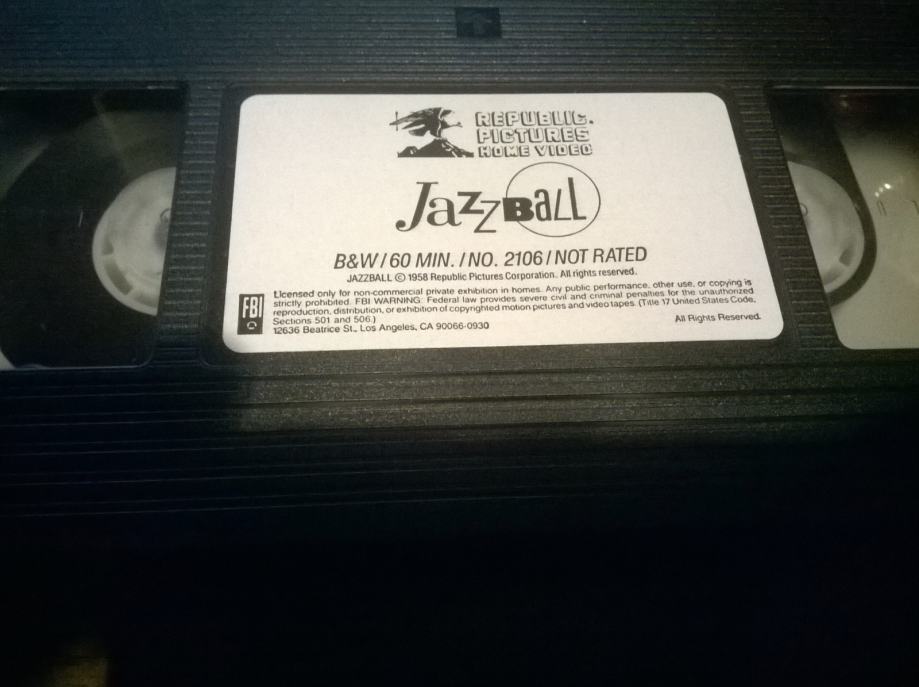 REPUBLIC.
PICTURES
HOME VIDEO
JazzBaLL
B&W/60 MIN./NO. 2106/NOT RATED
JAZZBALL © 1958 Republic Pictures Corporation. All rights reserved.
FBI
Licensed only for non-commercial private exhibition in homes. Any public performance, other use, or copying is
strictly prohibited. FBI WARNING: Federal law provides severe civil and criminal penalties for the unauthorized
reproduction, distribution, or exhibition of copyrighted motion pictures and video tapes. (Title 17 United States Code,
Sections 501 and 506.)
12636 Beatrice St., Los Angeles, CA 90066-0930
All Rights Reserved.